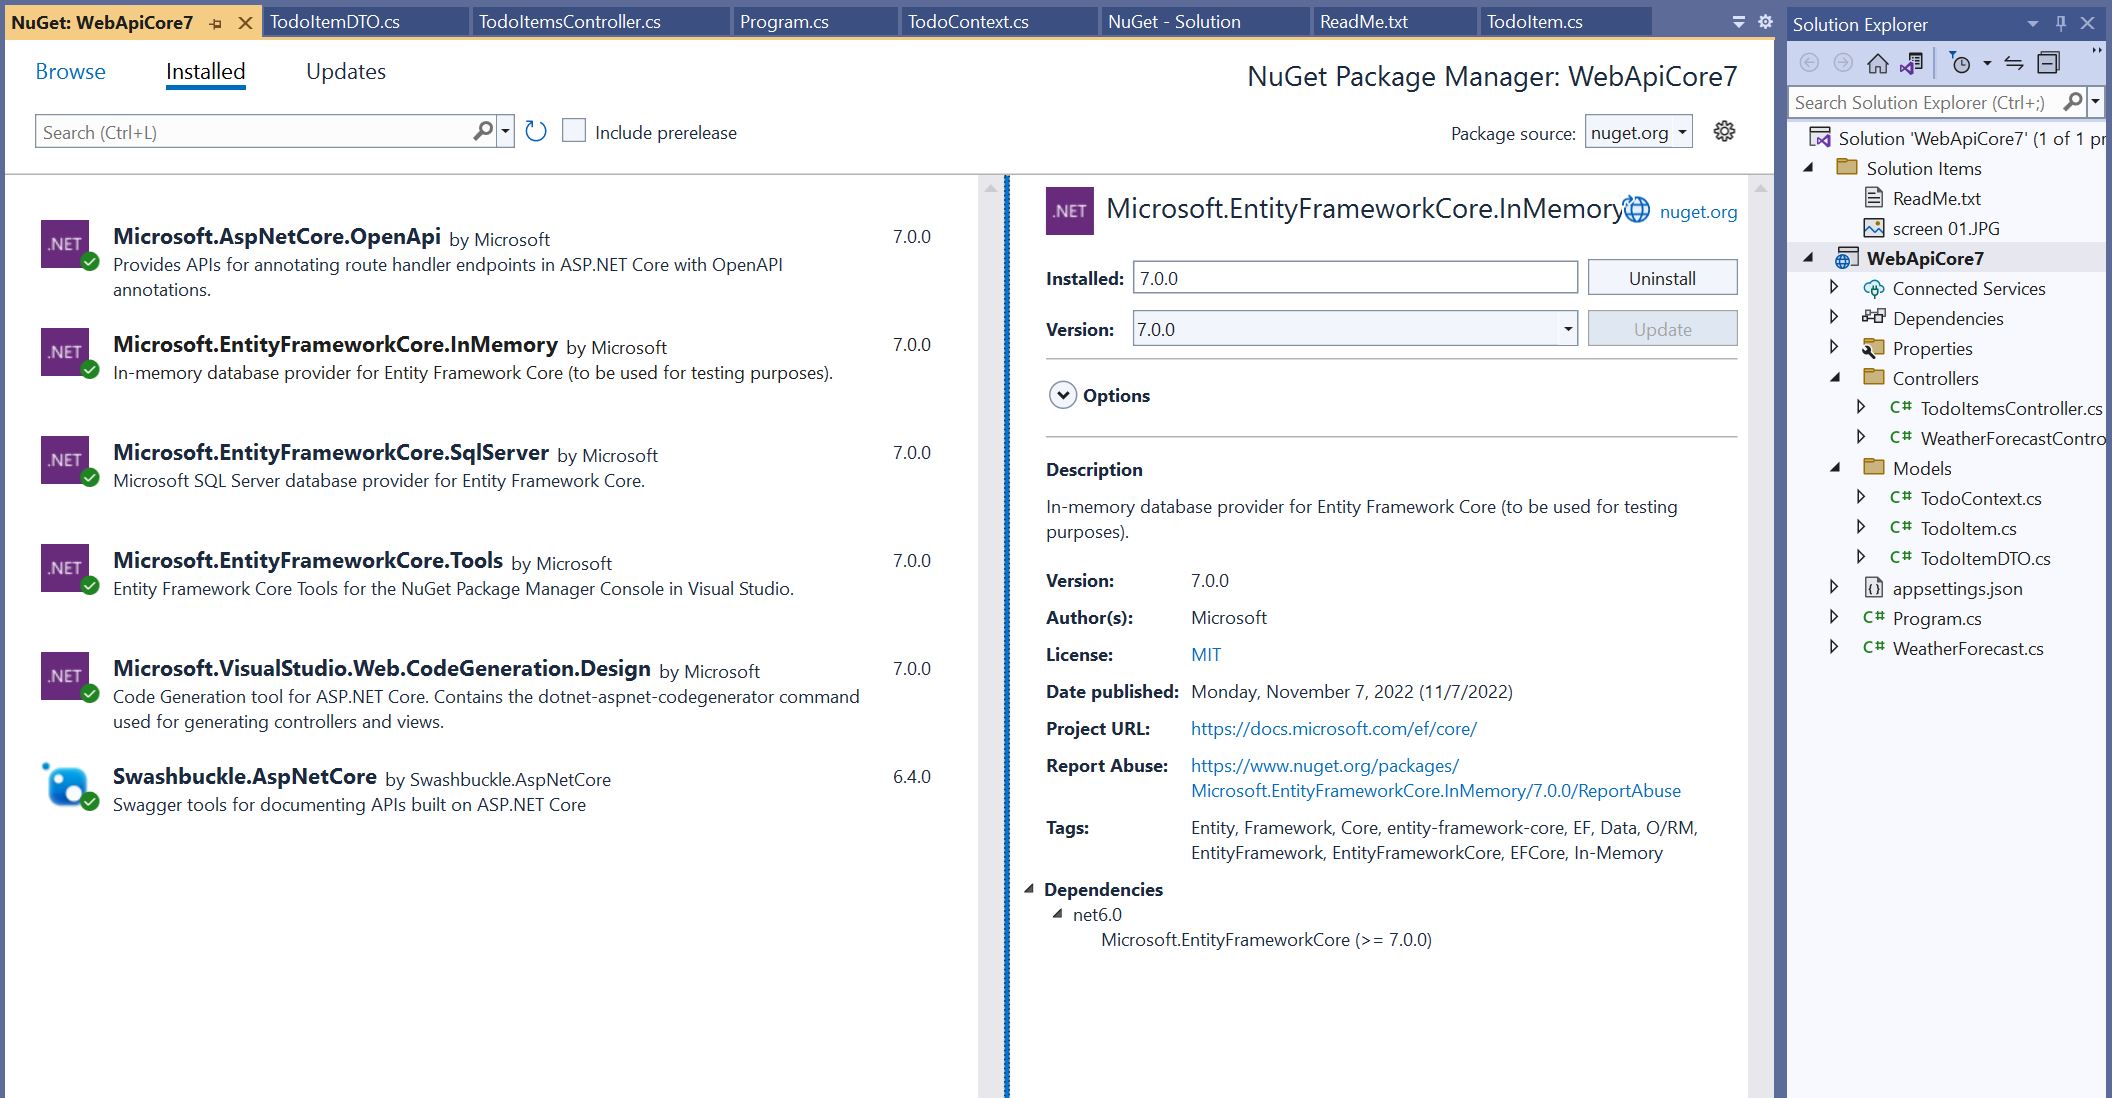 NuGet: WebApiCore7 TodoItemDTO.cs TodoItemsController.cs Program.cs TodoContext.cs NuGet - Solution ReadMe.txt TodoItem.cs
Browse Installed Updates
NuGet Package Manager: WebApiCore7
Search (Ctrl+L) Include prerelease
Package source: nuget.org
.NET
Microsoft.AspNetCore.OpenApi by Microsoft 7.0.0
Provides APIs for annotating route handler endpoints in ASP.NET Core with OpenAPI
annotations.
.NET
Microsoft.EntityFrameworkCore.InMemory by Microsoft 7.0.0
In-memory database provider for Entity Framework Core (to be used for testing purposes).
.NET
Microsoft.EntityFrameworkCore.SqlServer by Microsoft 7.0.0
Microsoft SQL Server database provider for Entity Framework Core.
.NET
Microsoft.EntityFrameworkCore.Tools by Microsoft 7.0.0
Entity Framework Core Tools for the NuGet Package Manager Console in Visual Studio.
.NET
Microsoft.VisualStudio.Web.CodeGeneration.Design by Microsoft 7.0.0
Code Generation tool for ASP.NET Core. Contains the dotnet-aspnet-codegenerator command
used for generating controllers and views.
Swashbuckle.AspNetCore by Swashbuckle.AspNetCore 6.4.0
Swagger tools for documenting APIs built on ASP.NET Core
.NET
Microsoft.EntityFrameworkCore.InMemory nuget.org
Installed: 7.0.0 Uninstall
Version: 7.0.0 Update
Options
Description
In-memory database provider for Entity Framework Core (to be used for testing
purposes).
Version: 7.0.0
Author(s): Microsoft
License: MIT
Date published: Monday, November 7, 2022 (11/7/2022)
Project URL: https://docs.microsoft.com/ef/core/
Report Abuse: https://www.nuget.org/packages/
Microsoft.EntityFrameworkCore.InMemory/7.0.0/ReportAbuse
Tags: Entity, Framework, Core, entity-framework-core, EF, Data, O/RM,
EntityFramework, EntityFrameworkCore, EFCore, In-Memory
Dependencies
net6.0
Microsoft.EntityFrameworkCore (>= 7.0.0)
Solution Explorer
Search Solution Explorer (Ctrl+;)
Solution 'WebApiCore7' (1 of 1 pr
Solution Items
ReadMe.txt
screen 01.JPG
WebApiCore7
Connected Services
Dependencies
Properties
Controllers
C# TodoItemsController.cs
C# WeatherForecastContro
Models
C# TodoContext.cs
C# TodoItem.cs
C# TodoItemDTO.cs
appsettings.json
C# Program.cs
C# WeatherForecast.cs